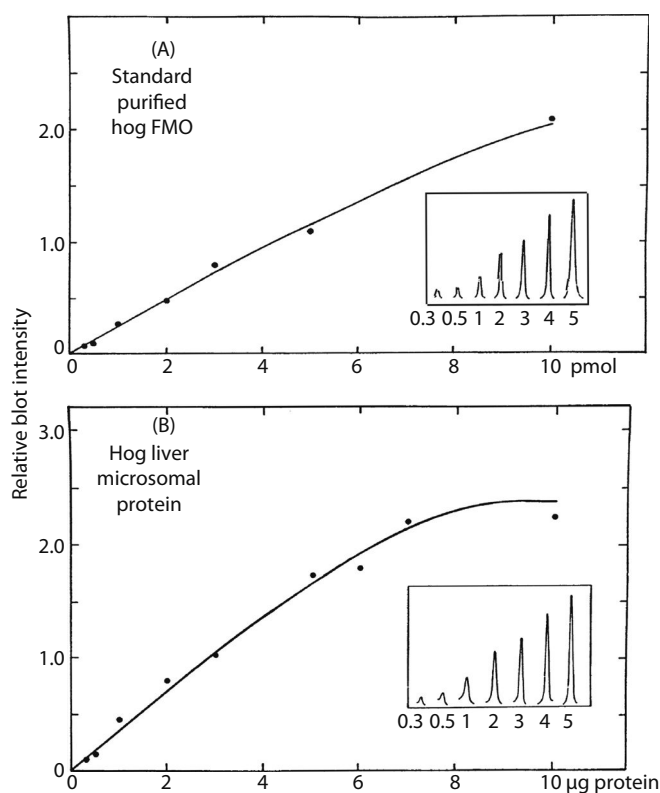 (A)
Standard
purified
hog FMO
2.0
1.0
0
0.3 0.5 1 2 3 4 5
2 4 6 8 10 pmol
Relative blot intensity
(B)
Hog liver
microsomal
protein
3.0
2.0
1.0
0
0.3 0.5 1 2 3 4 5
2 4 6 8 10 μg protein